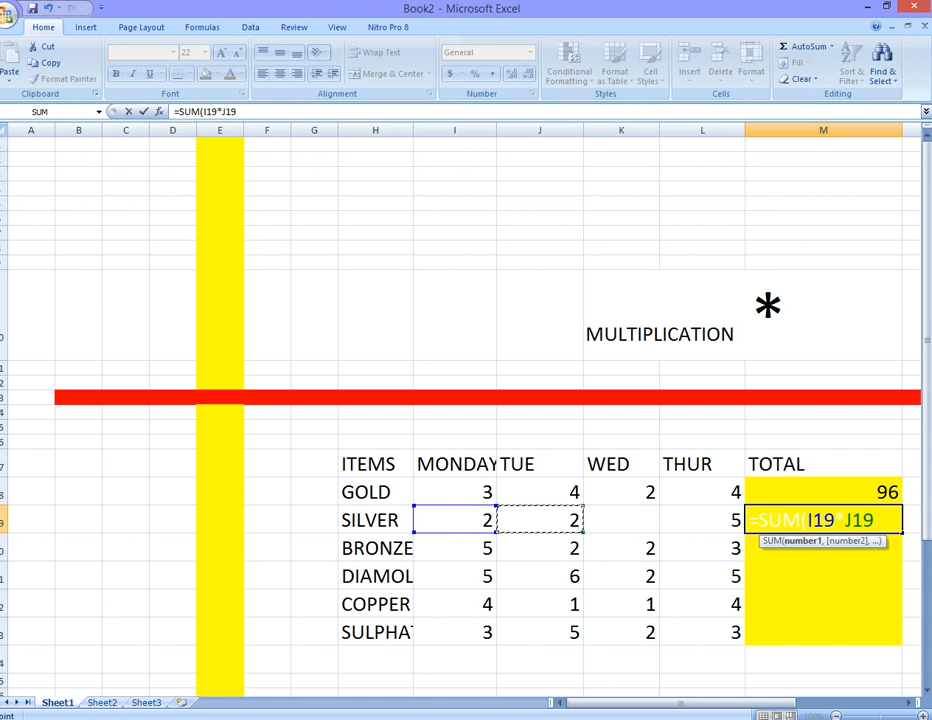 Book2 - Microsoft Excel
Home Insert Page Layout Formulas Data Review View Nitro Pro 8
Paste
Cut
Copy
Format Painter
Clipboard
22 A A
B I U A
Font
Wrap Text
Merge & Center
Alignment
General
$ % ,
Number
Conditional Formatting
Format as Table
Cell Styles
Styles
Insert Delete Format
Cells
Σ AutoSum
Fill
Clear
Sort & Filter
Find & Select
Editing
SUM fx =SUM(I19*J19
A B C D E F G H I J K L M
*
MULTIPLICATION
ITEMS MONDAY TUE WED THUR TOTAL
GOLD 3 4 2 4 96
SILVER 2 2 5 =SUM(I19*J19
SUM(number1, [number2], ...)
BRONZE 5 2 2 3
DIAMOL 5 6 2 5
COPPER 4 1 1 4
SULPHAT 3 5 2 3
Sheet1 Sheet2 Sheet3
oint 100%